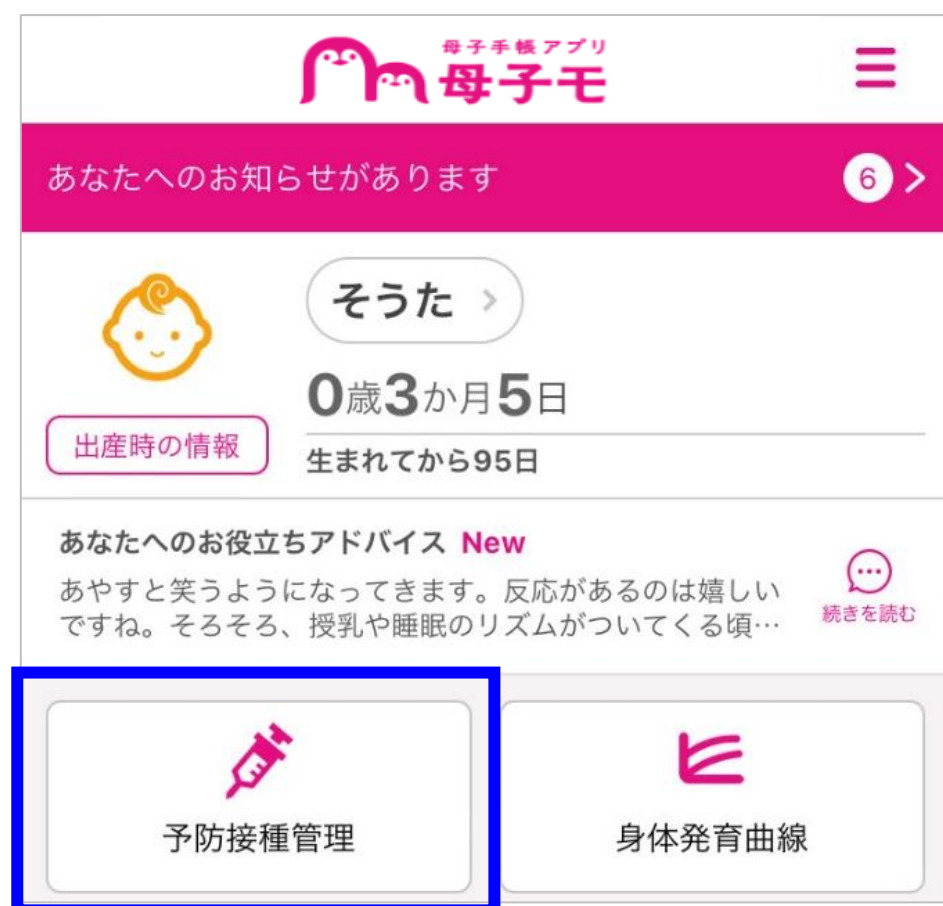 母子手帳アプリ
母子モ
あなたへのお知らせがあります 6
そうた
0歳3か月5日
出産時の情報
生まれてから95日
あなたへのお役立ちアドバイス New
あやすと笑うようになってきます。反応があるのは嬉しい
ですね。そろそろ、授乳や睡眠のリズムがついてくる頃…
続きを読む
予防接種管理
身体発育曲線